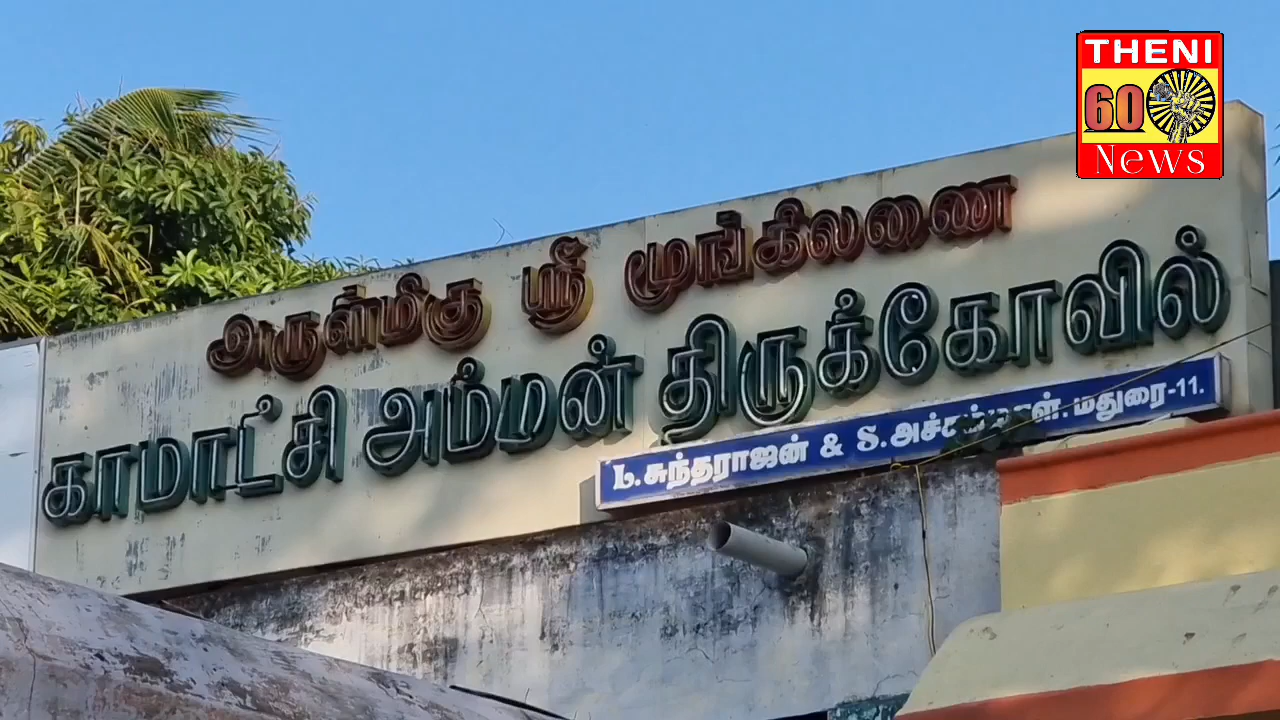 THENI
60
News
அருள்மிகு ஸ்ரீ மூங்கிலணை
காமாட்சி அம்மன் திருக்கோவில்
L. சுந்தராஜன் & S. அச்சம்மாள். மதுரை-11.